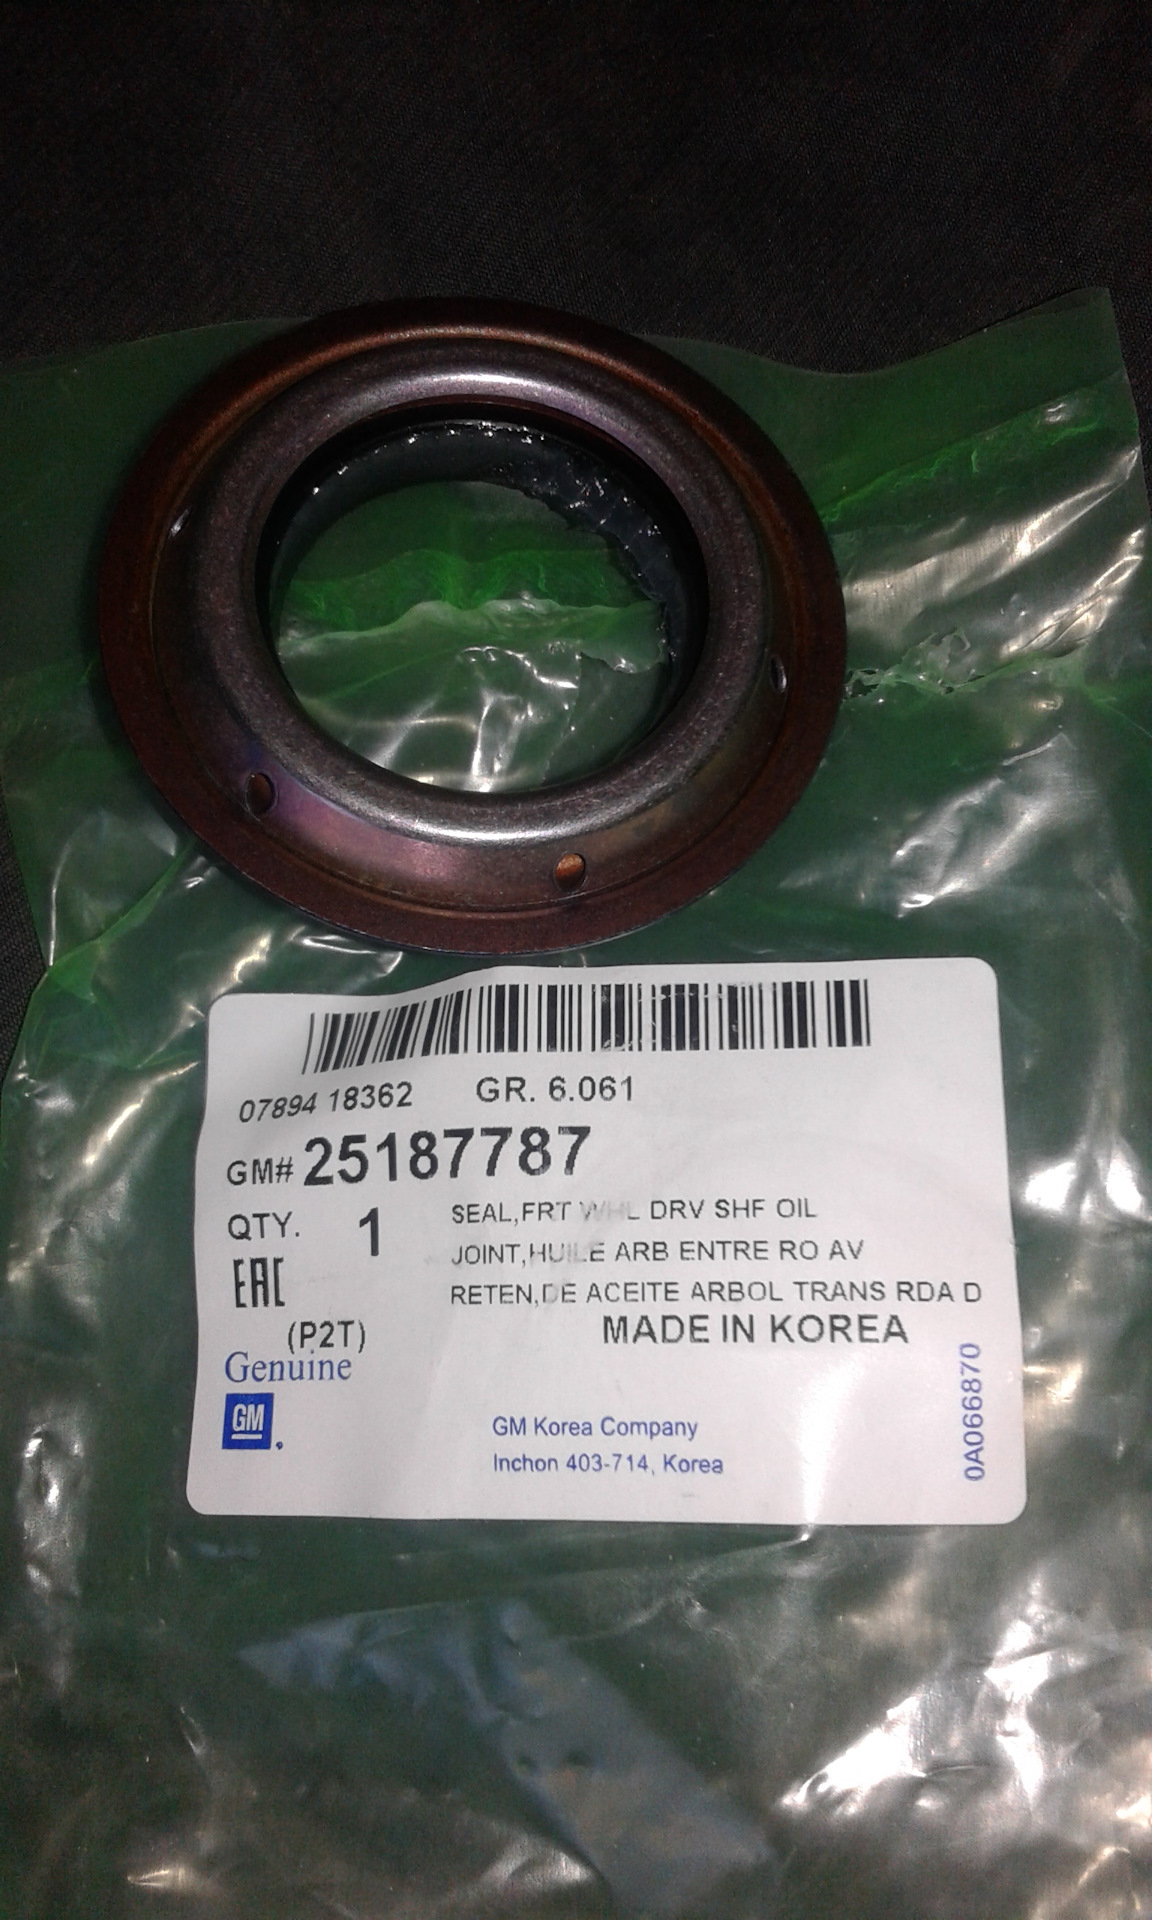 07894 18362 GR. 6.061
GM# 25187787
QTY. 1
SEAL,FRT WHL DRV SHF OIL
JOINT,HUILE ARB ENTRE RO AV
RETEN,DE ACEITE ARBOL TRANS RDA D
EAC
(P2T)
MADE IN KOREA
Genuine
GM
GM Korea Company
Inchon 403-714, Korea
0A066870